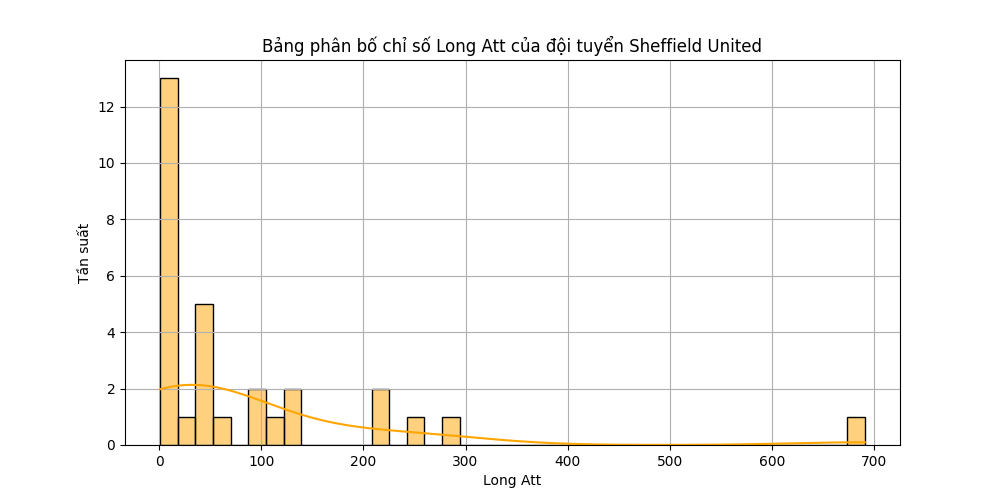 Bảng phân bố chỉ số Long Att của đội tuyển Sheffield United
12
10
8
6
4
2
0
Tần suất
0 100 200 300 400 500 600 700
Long Att